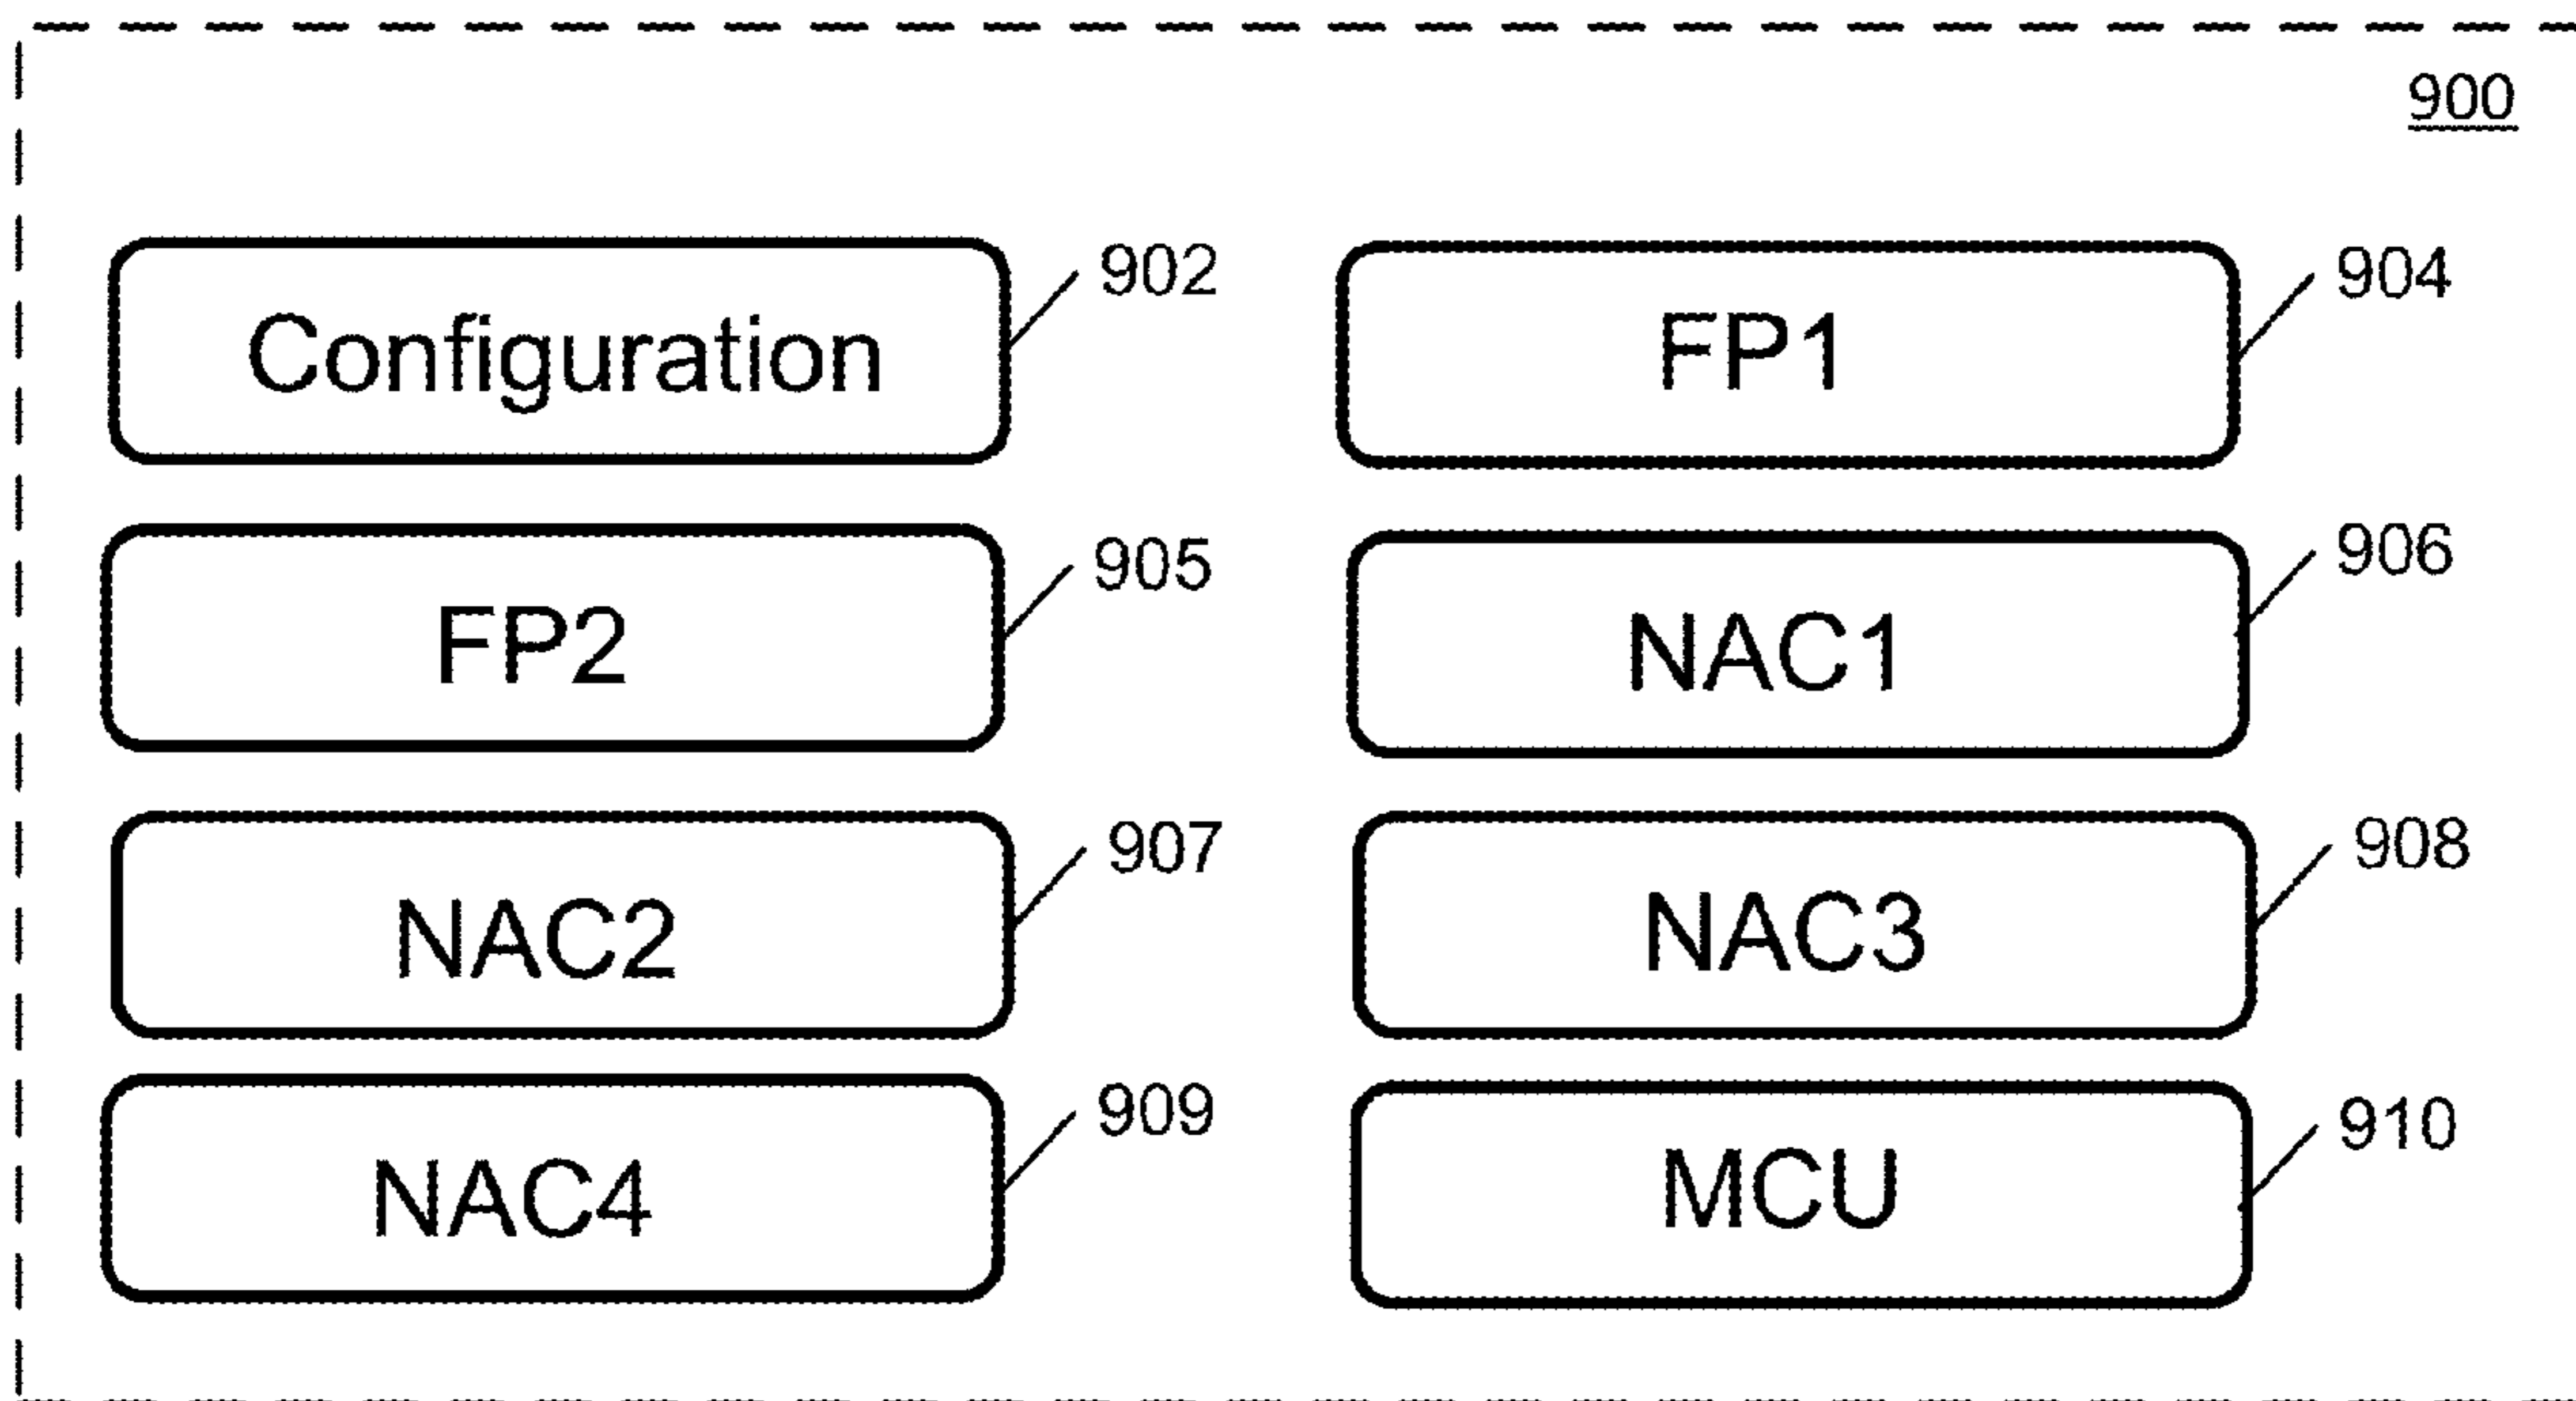 900
Configuration 902
FP1 904
FP2 905
NAC1 906
NAC2 907
NAC3 908
NAC4 909
MCU 910